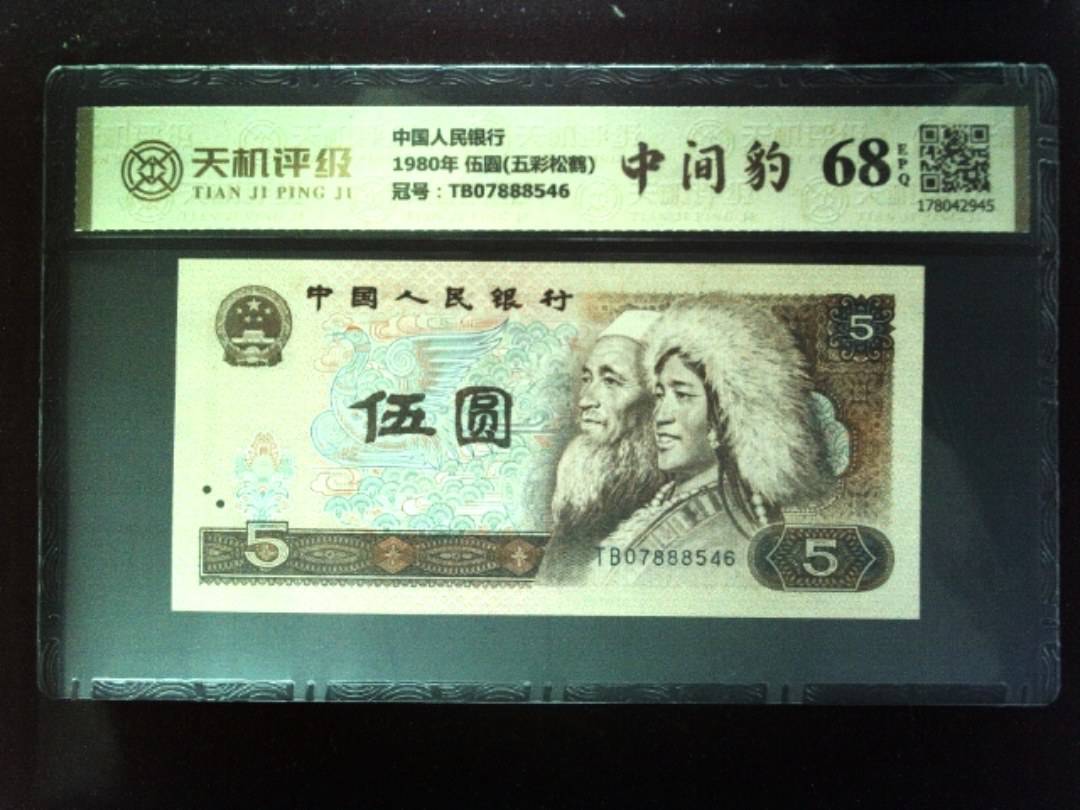 天机评级
TIAN JI PING JI
中国人民银行
1980年 伍圆(五彩松鹤)
冠号：TB07888546
中间豹
68
EPQ
178042945
中国人民银行
5
伍圆
5
TB07888546
5